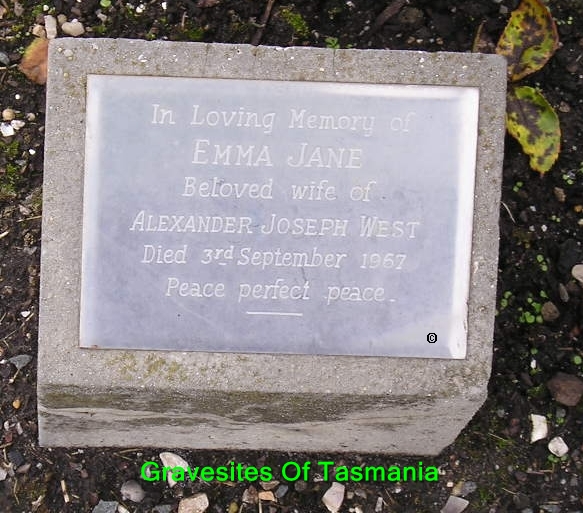 In Loving Memory of
EMMA JANE
Beloved wife of
ALEXANDER JOSEPH WEST
Died 3rd September 1967
Peace perfect peace.
©
Gravesites Of Tasmania